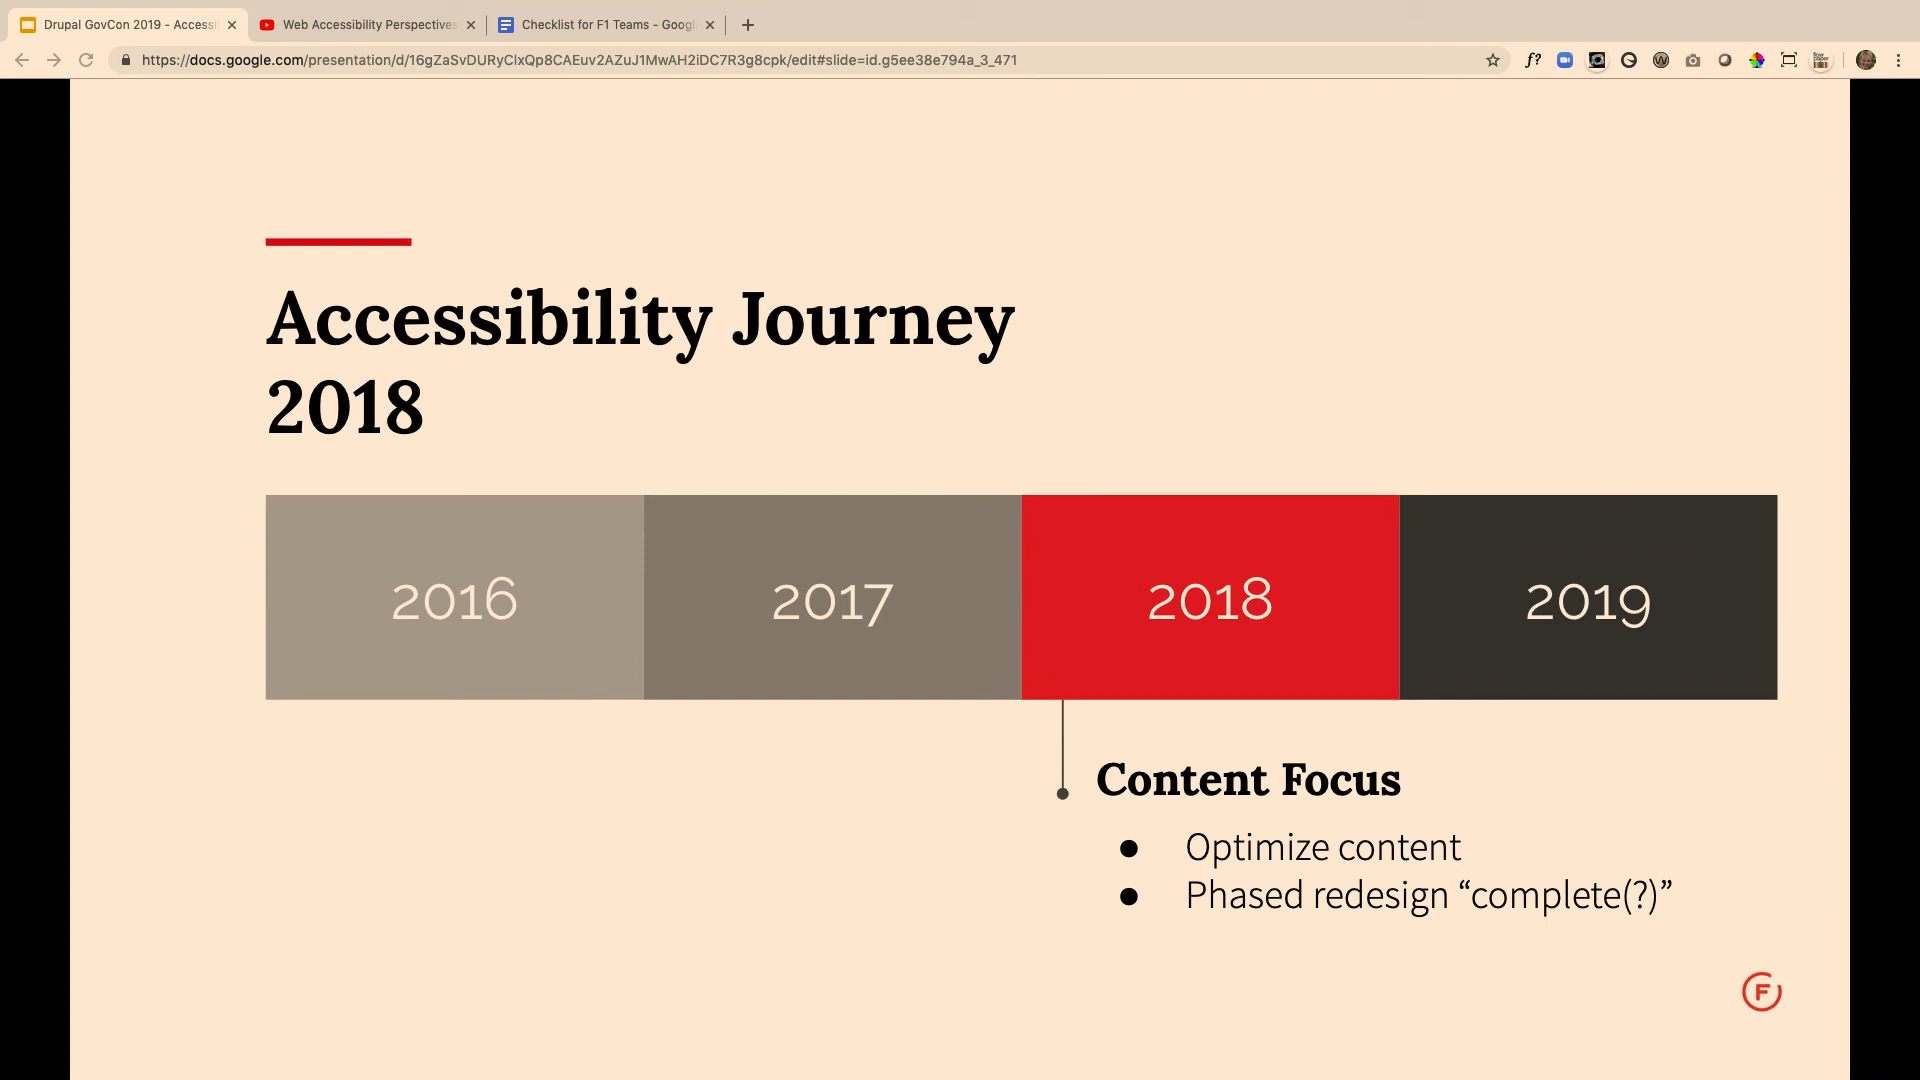 Drupal GovCon 2019 - Accessi
Web Accessibility Perspectives
Checklist for F1 Teams - Googl
https://docs.google.com/presentation/d/16gZaSvDURyClxQp8CAEuv2AZuJ1MwAH2iDC7R3g8cpk/edit#slide=id.g5ee38e794a_3_471
f?
Accessibility Journey
2018
2016
2017
2018
2019
Content Focus
● Optimize content
● Phased redesign “complete(?)”
F